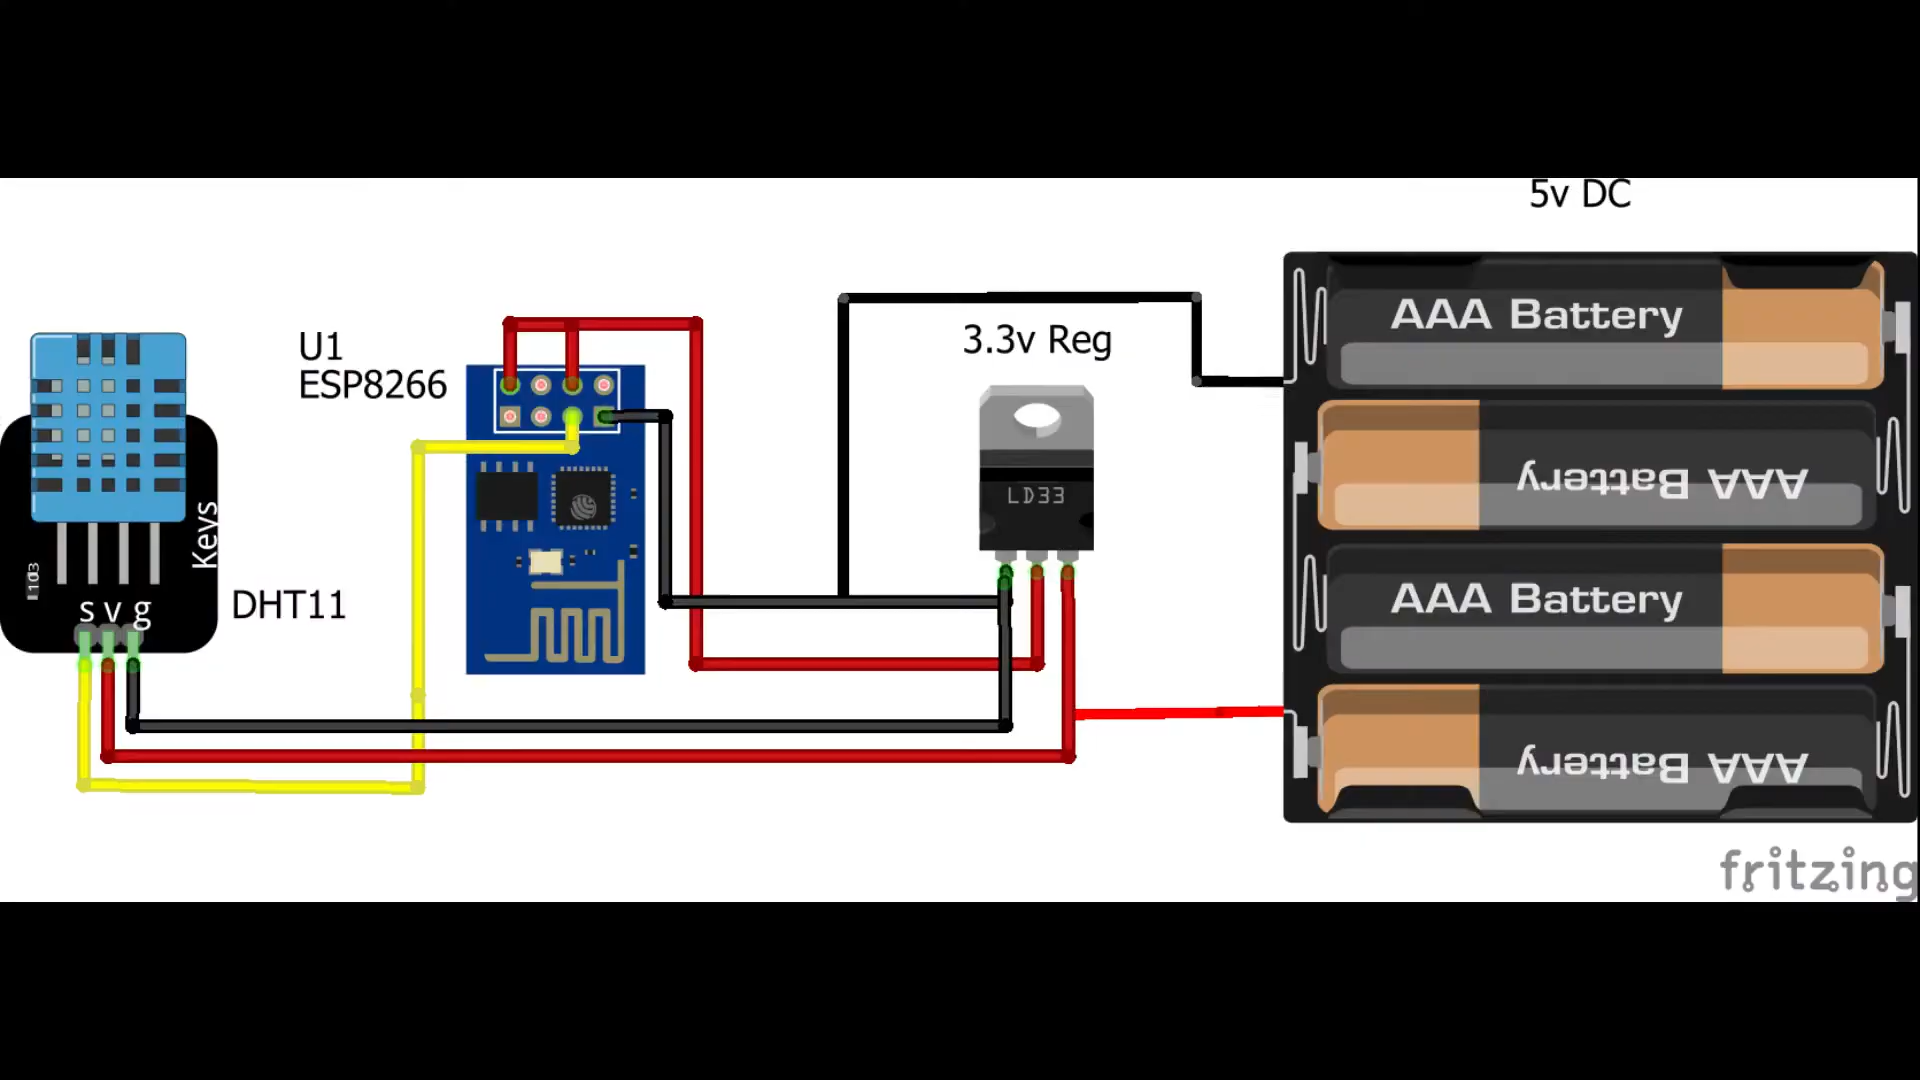 5v DC
AAA Battery
3.3v Reg
U1
ESP8266
AAA Battery
LD33
Keys
103
DHT11
AAA Battery
s v g
AAA Battery
fritzing